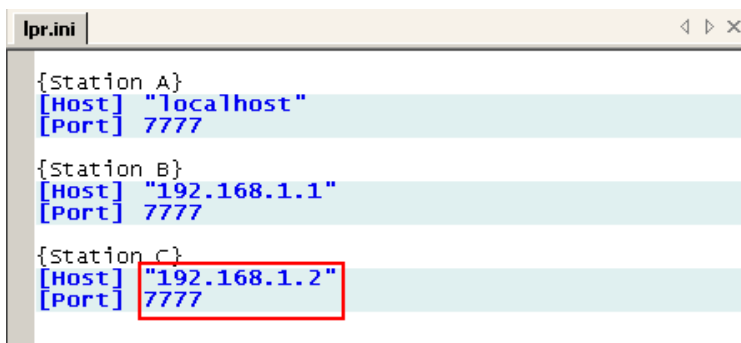 lpr.ini
{Station A}
[Host] "localhost"
[Port] 7777
{Station B}
[Host] "192.168.1.1"
[Port] 7777
{Station C}
[Host] "192.168.1.2"
[Port] 7777